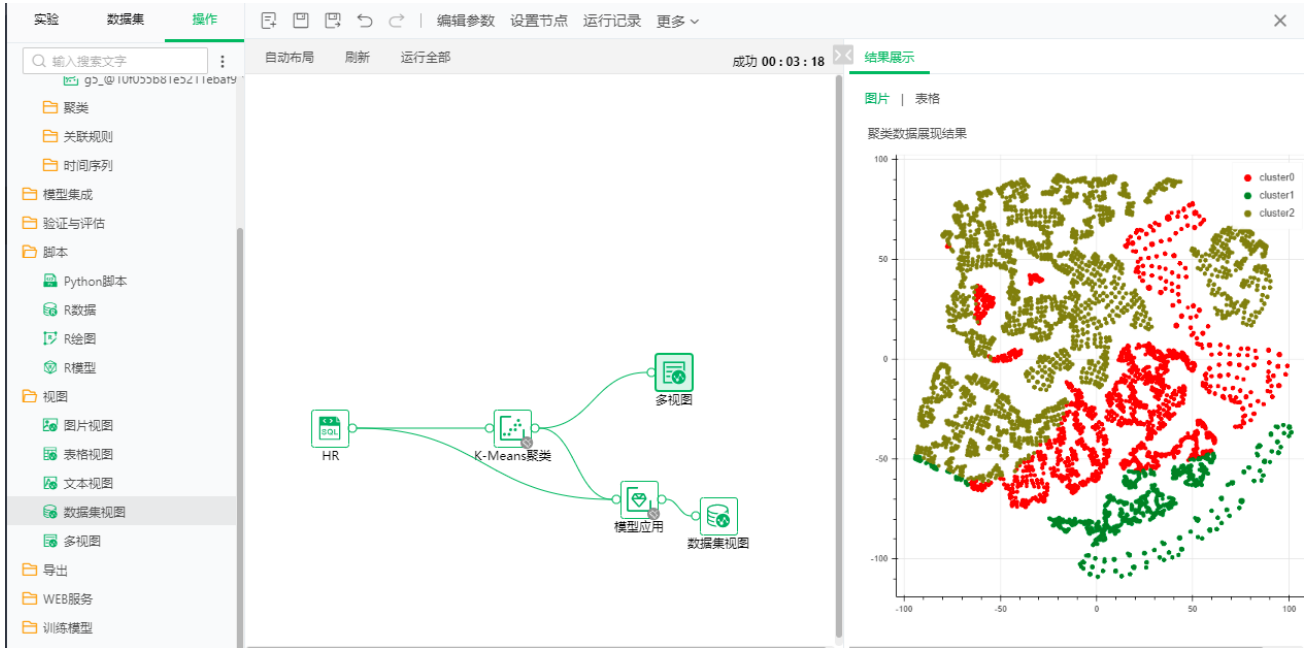 实验 数据集 操作
编辑参数 设置节点 运行记录 更多
输入搜索文字
自动布局 刷新 运行全部
成功 00 : 03 : 18
结果展示
图片 | 表格
聚类数据展现结果
聚类
关联规则
时间序列
模型集成
验证与评估
脚本
Python脚本
R数据
R绘图
R模型
视图
图片视图
表格视图
文本视图
数据集视图
多视图
导出
WEB服务
训练模型
SQL
HR
K-Means聚类
多视图
模型应用
数据集视图
cluster0
cluster1
cluster2
100
50
0
-50
-100
-100 -50 0 50 100